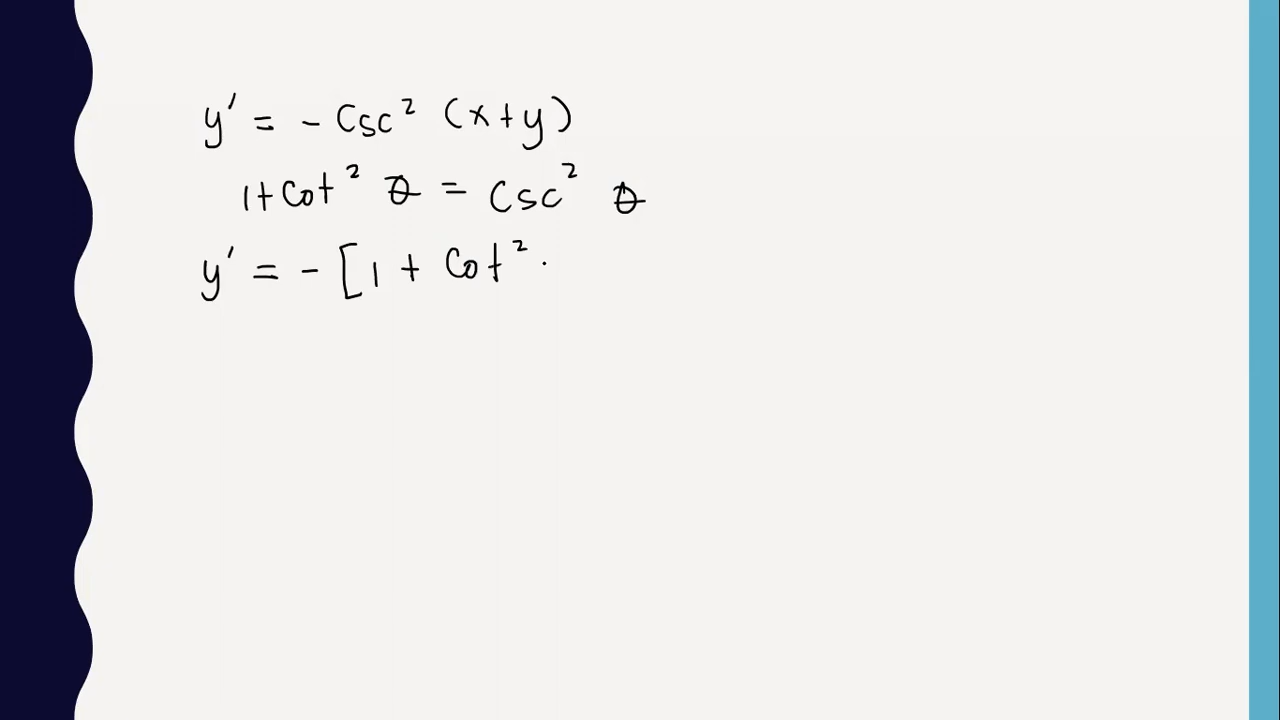 y' = - Csc² (x+y)
1+Cot² θ = Csc² θ
y' = - [1 + Cot² .